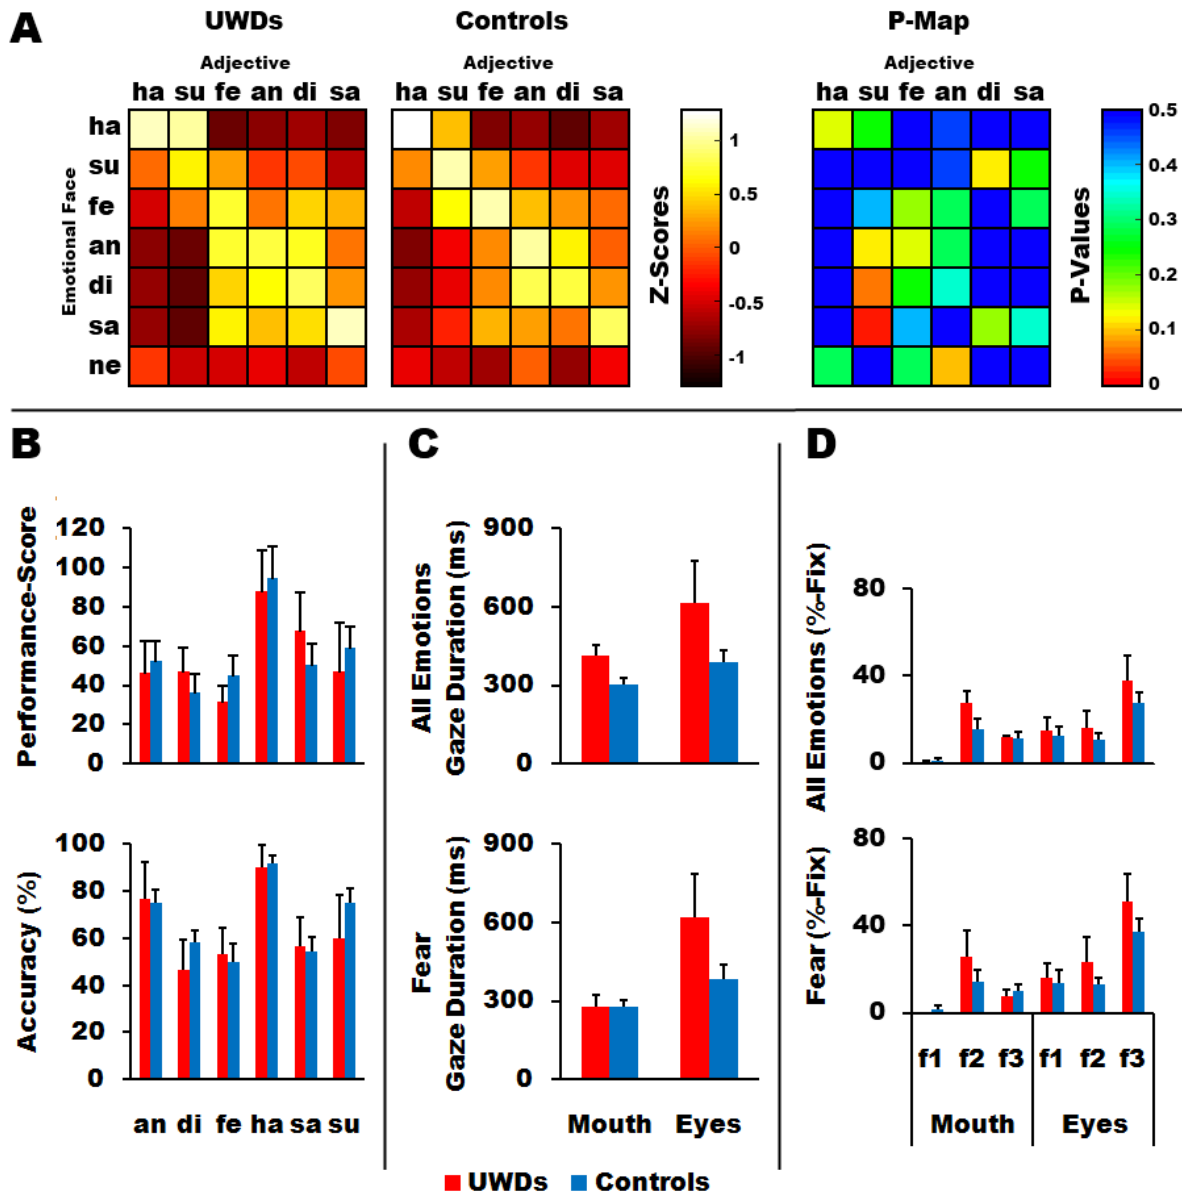 A
UWDs
Controls
P-Map
Adjective
Adjective
Adjective
ha su fe an di sa
ha su fe an di sa
ha su fe an di sa
Emotional Face
ha
su
fe
an
di
sa
ne
1
0.5
0
-0.5
-1
Z-Scores
P-Values
0.5
0.4
0.3
0.2
0.1
0
B
Performance-Score
120
100
80
60
40
20
0
Accuracy (%)
100
80
60
40
20
0
an di fe ha sa su
C
All Emotions
Gaze Duration (ms)
900
600
300
0
Fear
Gaze Duration (ms)
900
600
300
0
Mouth Eyes
D
All Emotions (%-Fix)
80
40
0
Fear (%-Fix)
80
40
0
f1 f2 f3 f1 f2 f3
Mouth Eyes
UWDs Controls